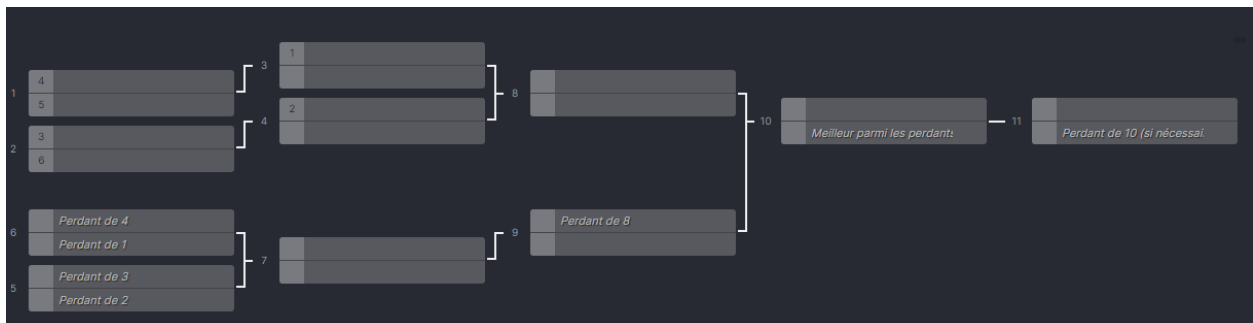 1
4
5
2
3
6
3
1
4
2
8
10
Meilleur parmi les perdants
11
Perdant de 10 (si nécessai.
6
Perdant de 4
Perdant de 1
5
Perdant de 3
Perdant de 2
7
9
Perdant de 8